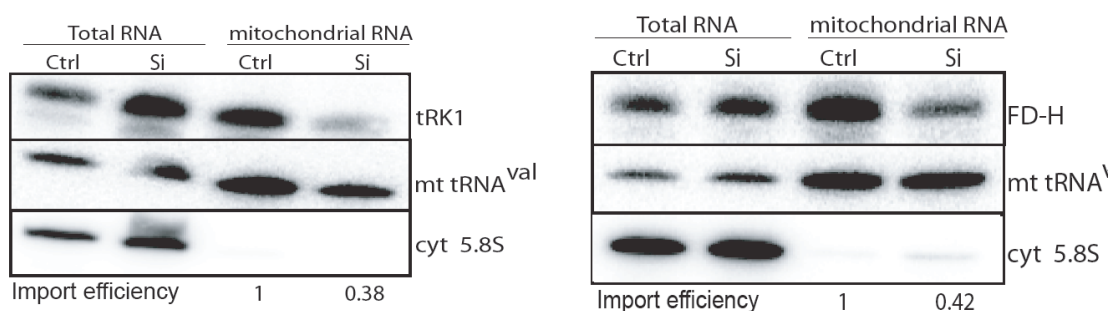 Total RNA mitochondrial RNA
Ctrl Si Ctrl Si
tRK1
mt tRNA^val
cyt 5.8S
Import efficiency 1 0.38
Total RNA mitochondrial RNA
Ctrl Si Ctrl Si
FD-H
mt tRNA
cyt 5.8S
Import efficiency 1 0.42